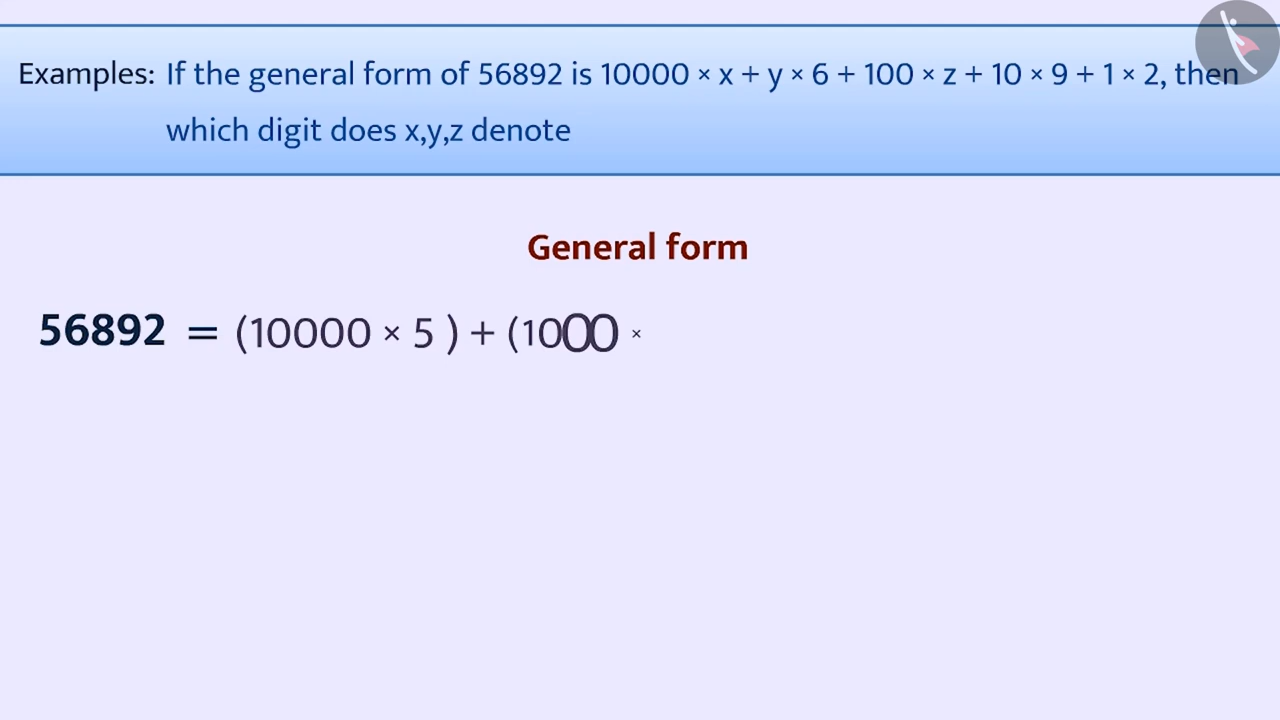 Examples: If the general form of 56892 is 10000 × x + y × 6 + 100 × z + 10 × 9 + 1 × 2, then
which digit does x,y,z denote
General form
56892 = (10000 × 5 ) + (1000 ×